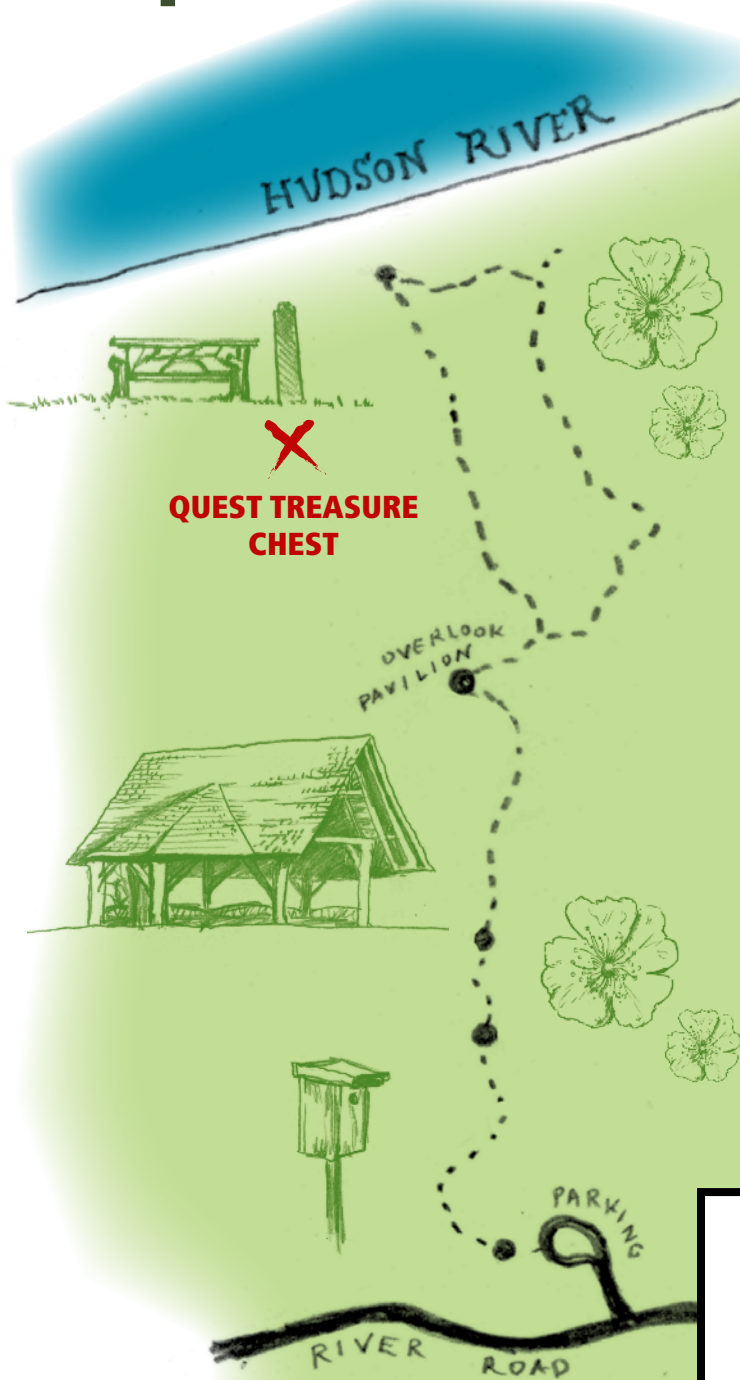 HUDSON RIVER
QUEST TREASURE
CHEST
OVERLOOK
PAVILION
PARKING
RIVER ROAD